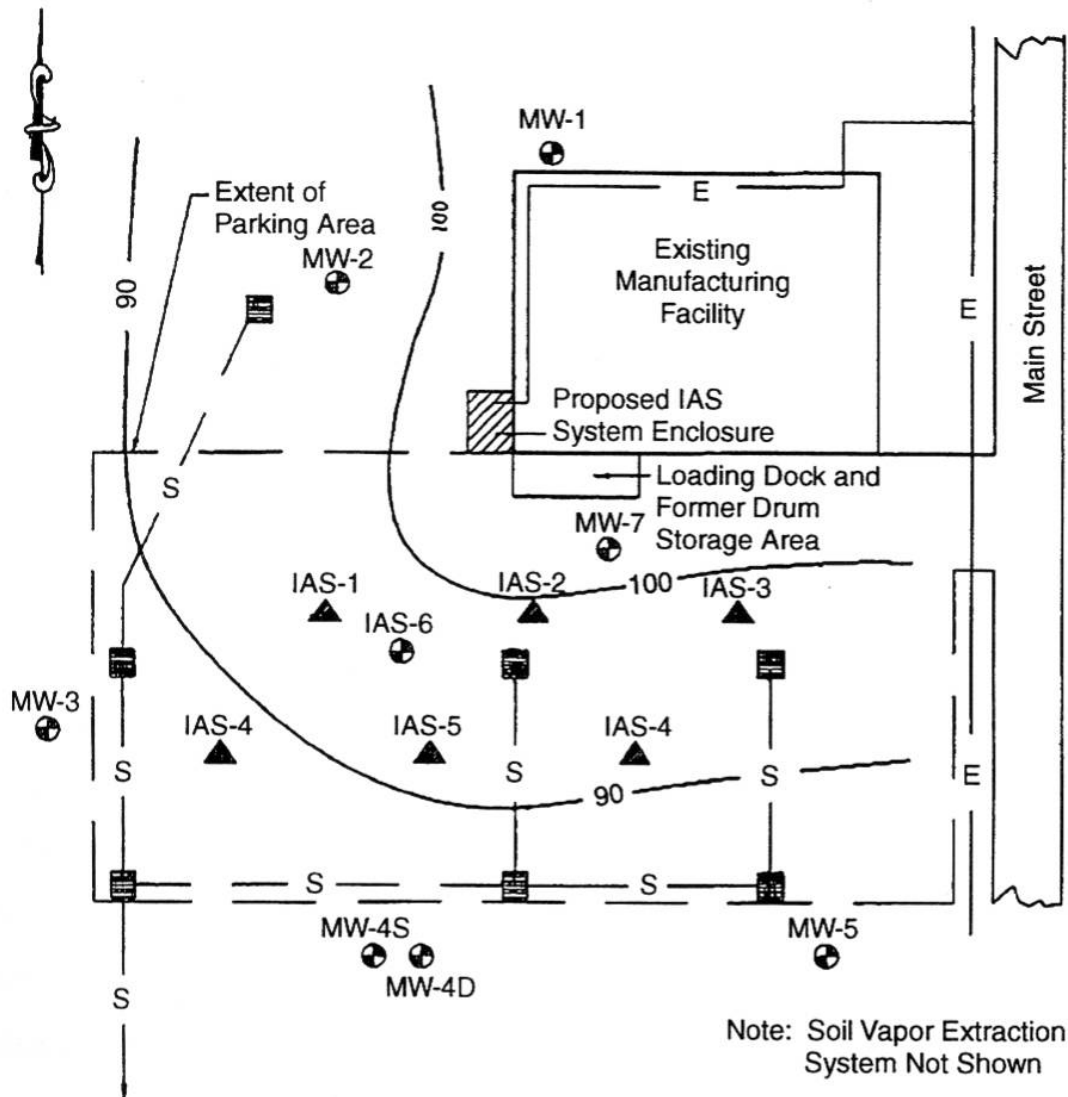 MW-1
Extent of
Parking Area
MW-2
100
90
E
Existing
Manufacturing
Facility
E
Main Street
Proposed IAS
System Enclosure
S
Loading Dock and
Former Drum
Storage Area
MW-7
IAS-1
IAS-2
100
IAS-3
IAS-6
MW-3
IAS-4
IAS-5
IAS-4
S
S
S
E
90
S
S
MW-4S
MW-4D
MW-5
S
Note: Soil Vapor Extraction
System Not Shown